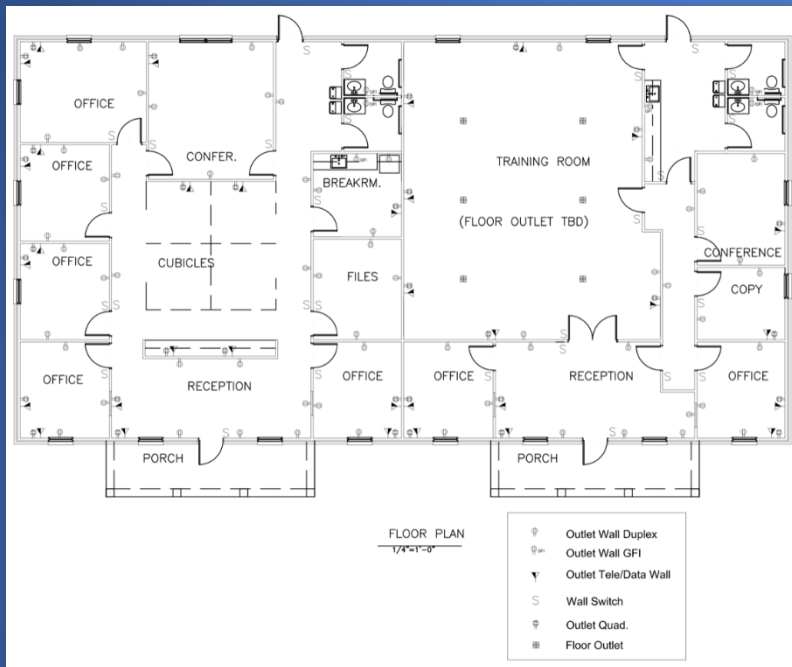 OFFICE
CONFER.
TRAINING ROOM
OFFICE
BREAKRM.
(FLOOR OUTLET TBD)
CONFERENCE
OFFICE
CUBICLES
FILES
COPY
OFFICE
RECEPTION
OFFICE
OFFICE
RECEPTION
OFFICE
PORCH
PORCH
FLOOR PLAN
1/4"=1'-0"
Outlet Wall Duplex
GFI Outlet Wall GFI
Outlet Tele/Data Wall
S Wall Switch
Outlet Quad.
Floor Outlet